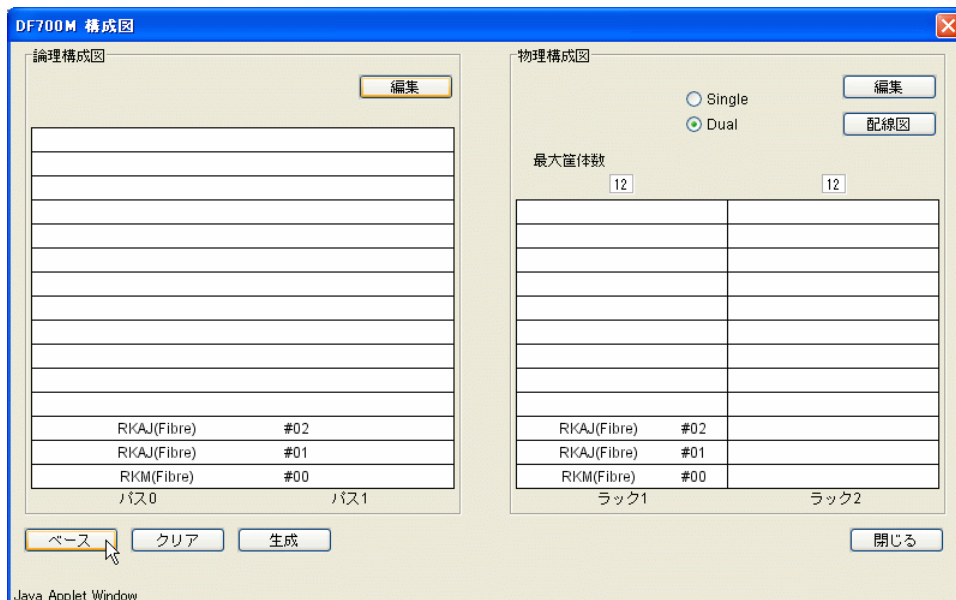 DF700M 構成図
論理構成図
編集
RKAJ(Fibre) #02
RKAJ(Fibre) #01
RKM(Fibre) #00
パス0 パス1
物理構成図
Single
Dual
編集
配線図
最大筐体数
12 12
RKAJ(Fibre) #02
RKAJ(Fibre) #01
RKM(Fibre) #00
ラック1 ラック2
ベース クリア 生成 閉じる
Java Applet Window